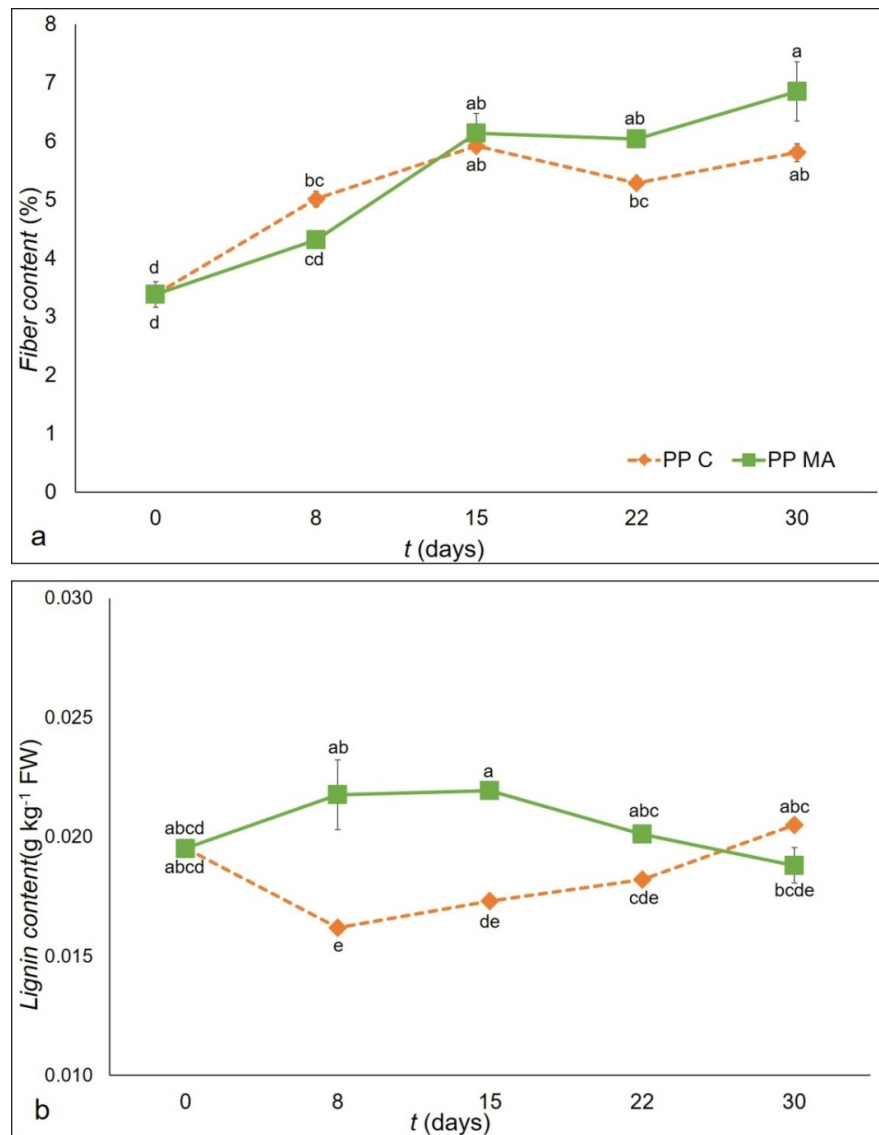 8
7
6
5
4
3
2
1
0
Fiber content (%)
a
ab
ab
bc
ab
ab
bc
d
cd
d
PP C PP MA
0 8 15 22 30
a
t (days)
0.030
0.025
0.020
0.015
0.010
Lignin content(g kg⁻¹ FW)
ab
a
abcd
abc
abc
abcd
bcde
cde
de
e
0 8 15 22 30
b
t (days)